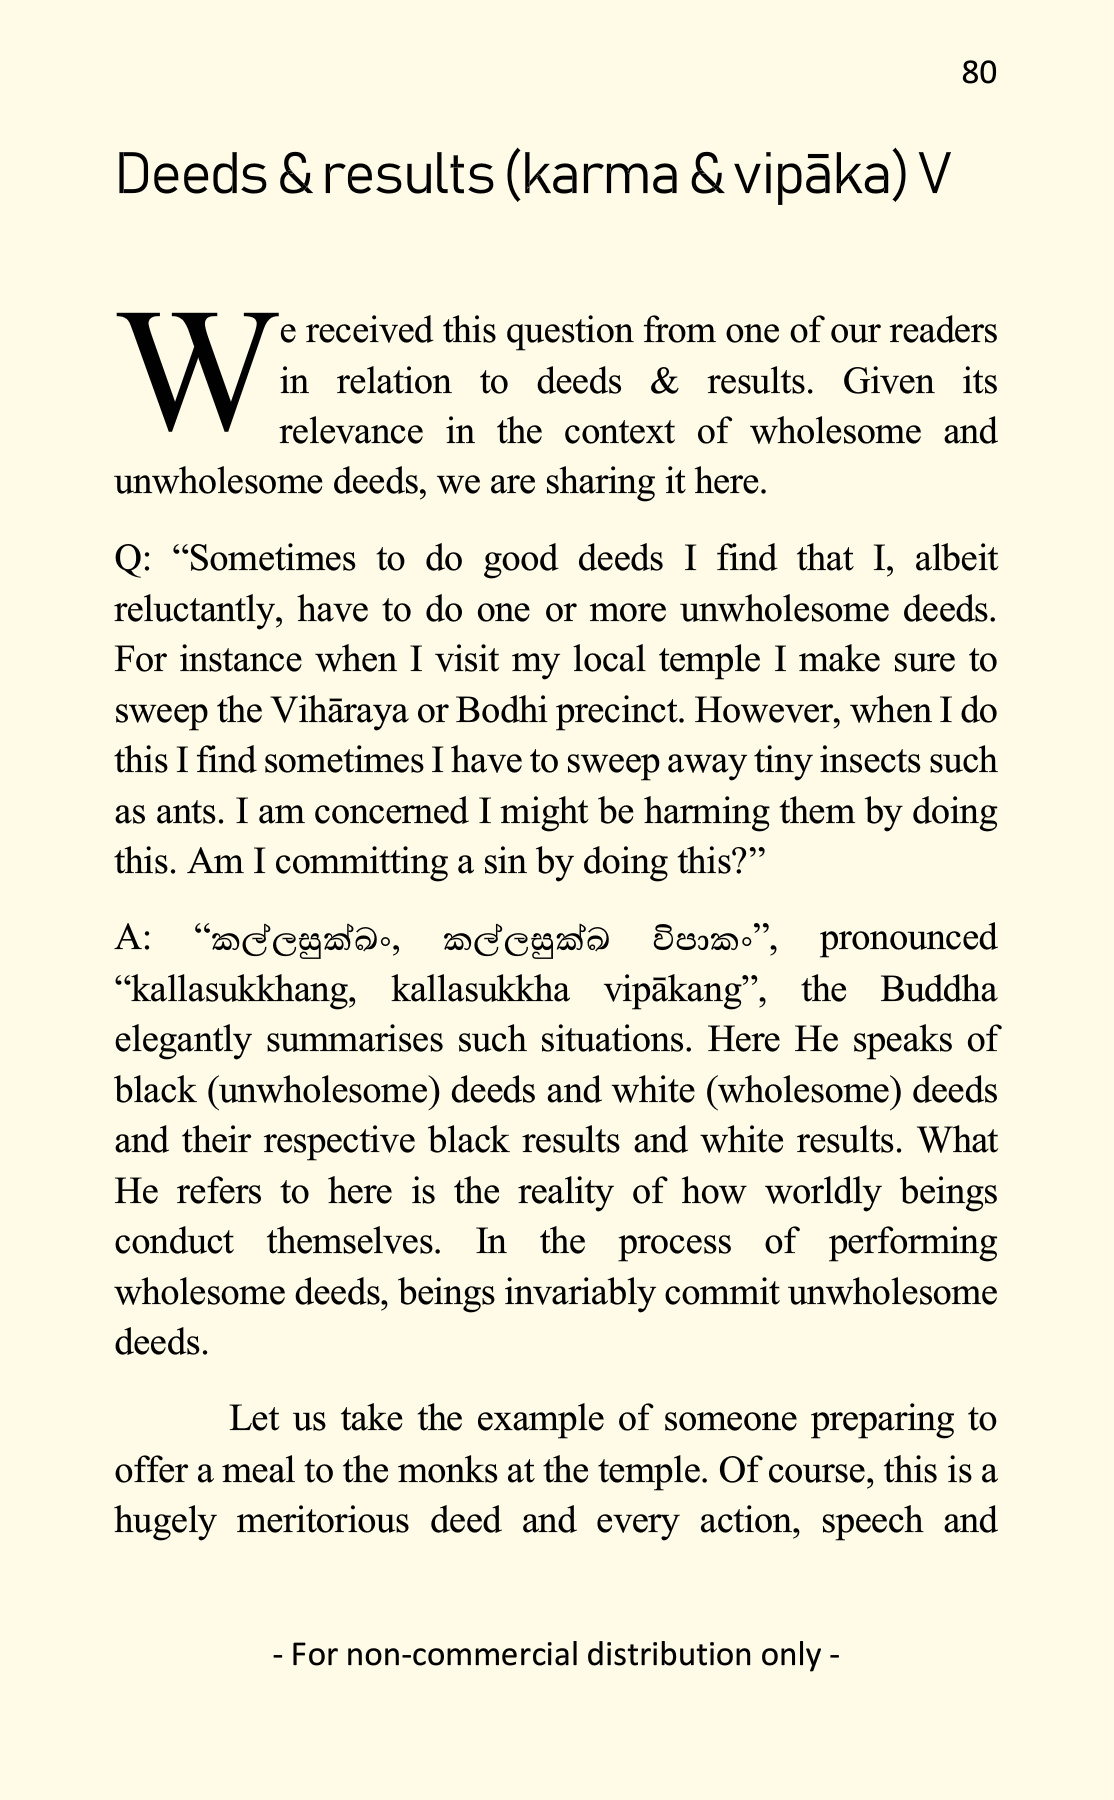 80
Deeds & results (karma & vipāka) V
We received this question from one of our readers
in relation to deeds & results. Given its
relevance in the context of wholesome and
unwholesome deeds, we are sharing it here.
Q: “Sometimes to do good deeds I find that I, albeit
reluctantly, have to do one or more unwholesome deeds.
For instance when I visit my local temple I make sure to
sweep the Vihāraya or Bodhi precinct. However, when I do
this I find sometimes I have to sweep away tiny insects such
as ants. I am concerned I might be harming them by doing
this. Am I committing a sin by doing this?”
A: “කල්ලසුක්ඛං, කල්ලසුක්ඛ විපාකං”, pronounced
“kallasukkhang, kallasukkha vipākang”, the Buddha
elegantly summarises such situations. Here He speaks of
black (unwholesome) deeds and white (wholesome) deeds
and their respective black results and white results. What
He refers to here is the reality of how worldly beings
conduct themselves. In the process of performing
wholesome deeds, beings invariably commit unwholesome
deeds.
Let us take the example of someone preparing to
offer a meal to the monks at the temple. Of course, this is a
hugely meritorious deed and every action, speech and
- For non-commercial distribution only -